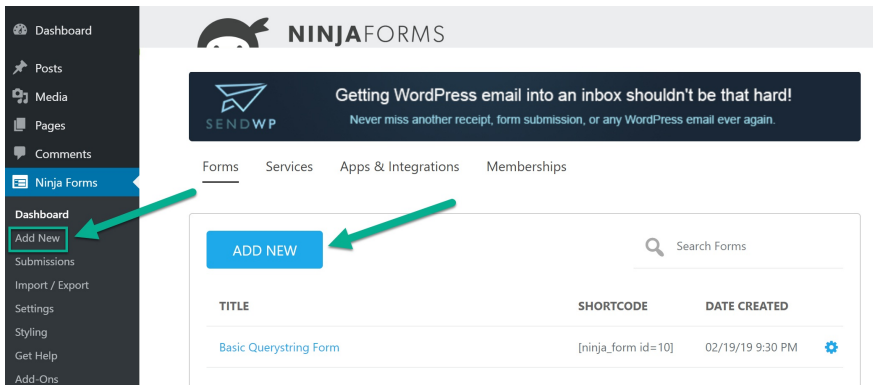 Dashboard
Posts
Media
Pages
Comments
Ninja Forms
Dashboard
Add New
Submissions
Import / Export
Settings
Styling
Get Help
Add-Ons
NINJAFORMS
SENDWP
Getting WordPress email into an inbox shouldn't be that hard!
Never miss another receipt, form submission, or any WordPress email ever again.
Forms Services Apps & Integrations Memberships
ADD NEW Search Forms
TITLE SHORTCODE DATE CREATED
Basic Querystring Form [ninja_form id=10] 02/19/19 9:30 PM